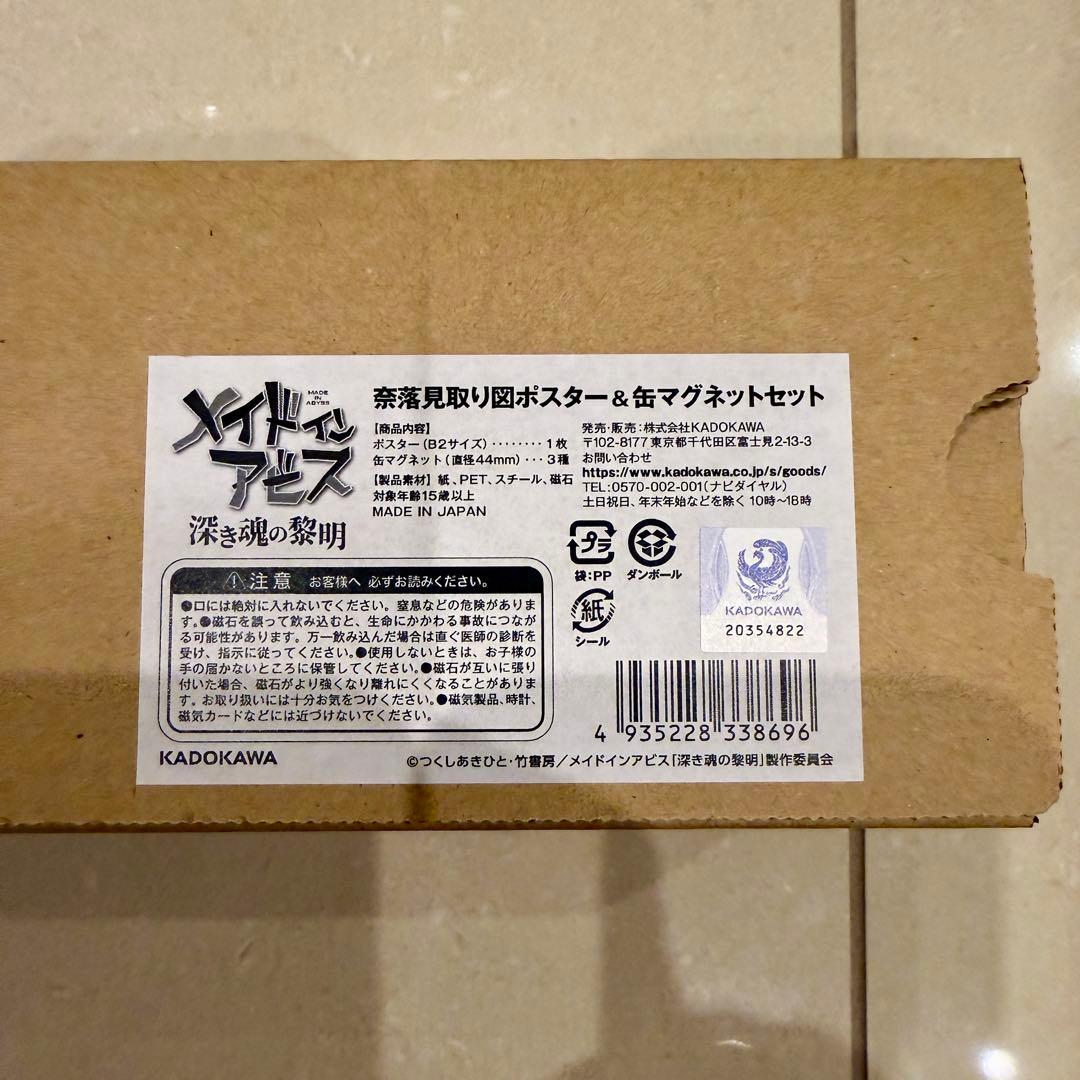 メイドイン
アビス
MADE
IN
ABYSS
深き魂の黎明
奈落見取り図ポスター&缶マグネットセット
【商品内容】
ポスター(B2サイズ)‥‥‥‥1枚
缶マグネット(直径44mm)‥・3種
【製品素材】紙、PET、スチール、磁石
対象年齢15歳以上
MADE IN JAPAN
発売・販売:株式会社KADOKAWA
〒102-8177 東京都千代田区富士見2-13-3
お問い合わせ
https://www.kadokawa.co.jp/s/goods/
TEL:0570-002-001(ナビダイヤル)
土日祝日、年末年始などを除く 10時〜18時
プラ
袋:PP
ダンボール
紙
シール
KADOKAWA
20354822
注意 お客様へ 必ずお読みください。
●口には絶対に入れないでください。窒息などの危険がありま
す。●磁石を誤って飲み込むと、生命にかかわる事故につなが
る可能性があります。万一飲み込んだ場合は直ぐ医師の診断を
受け、指示に従ってください。●使用しないときは、お子様の
手の届かないところに保管してください。●磁石が互いに張り
付いた場合、磁石がより強くなり離れにくくなることがありま
す。お取り扱いには十分お気をつけください。●磁気製品、時計、
磁気カードなどには近づけないでください。
4 935228 338696
KADOKAWA
©つくしあきひと・竹書房/メイドインアビス「深き魂の黎明」製作委員会